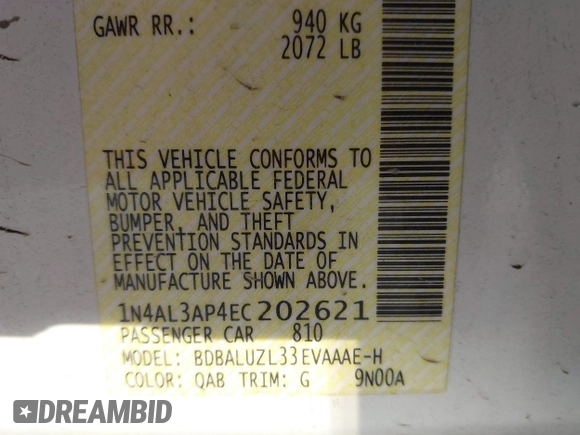 GAWR RR.: 940 KG
2072 LB
THIS VEHICLE CONFORMS TO
ALL APPLICABLE FEDERAL
MOTOR VEHICLE SAFETY,
BUMPER, AND THEFT
PREVENTION STANDARDS IN
EFFECT ON THE DATE OF
MANUFACTURE SHOWN ABOVE.
1N4AL3AP4EC202621
PASSENGER CAR 810
MODEL: BDBALUZL33EVAAAE-H
COLOR: QAB TRIM: G 9N00A
DREAMBID